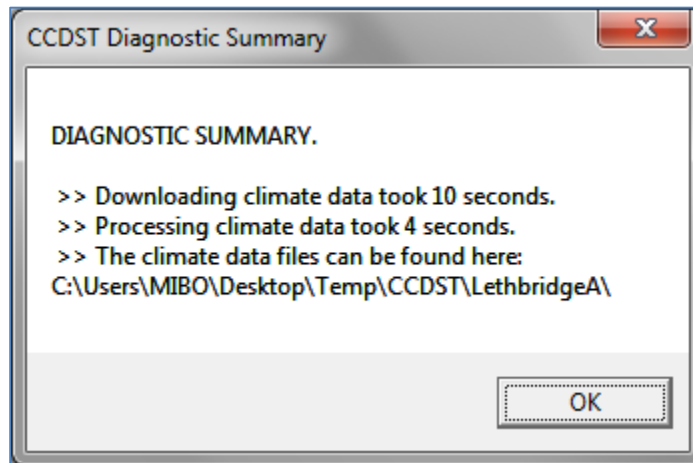 CCDST Diagnostic Summary
DIAGNOSTIC SUMMARY.
>> Downloading climate data took 10 seconds.
>> Processing climate data took 4 seconds.
>> The climate data files can be found here:
C:\Users\MIBO\Desktop\Temp\CCDST\LethbridgeA\
OK